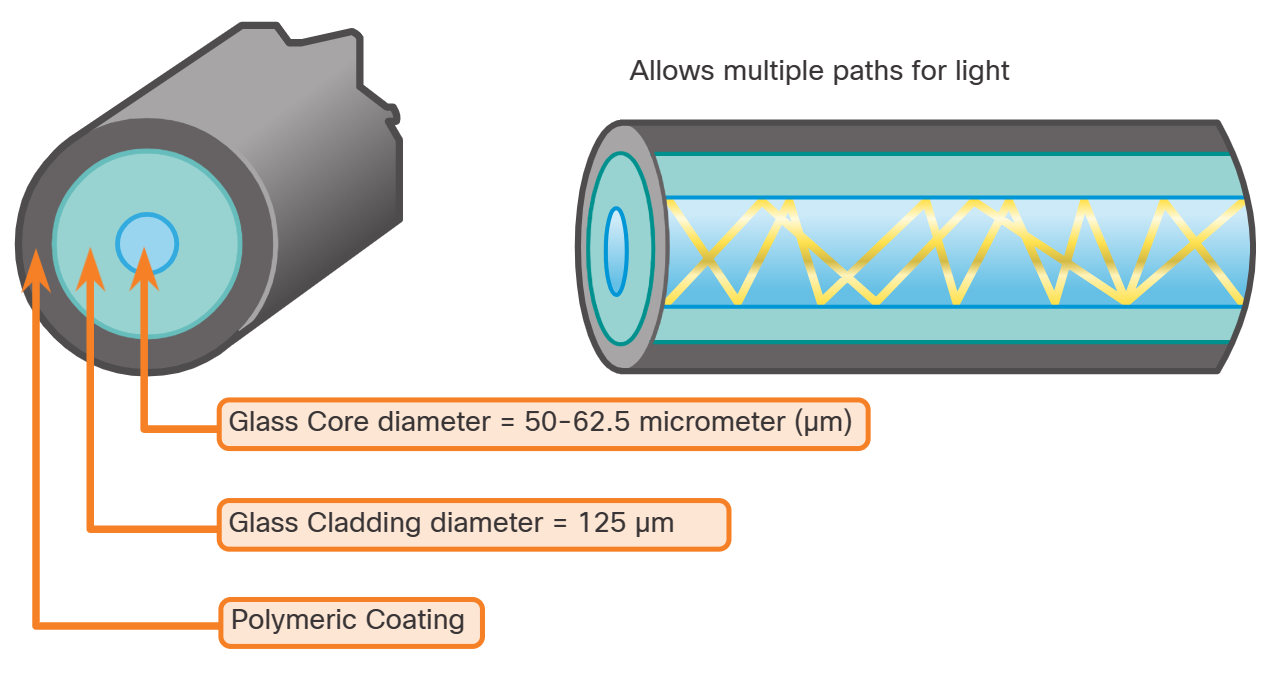 Allows multiple paths for light
Glass Core diameter = 50-62.5 micrometer (μm)
Glass Cladding diameter = 125 μm
Polymeric Coating